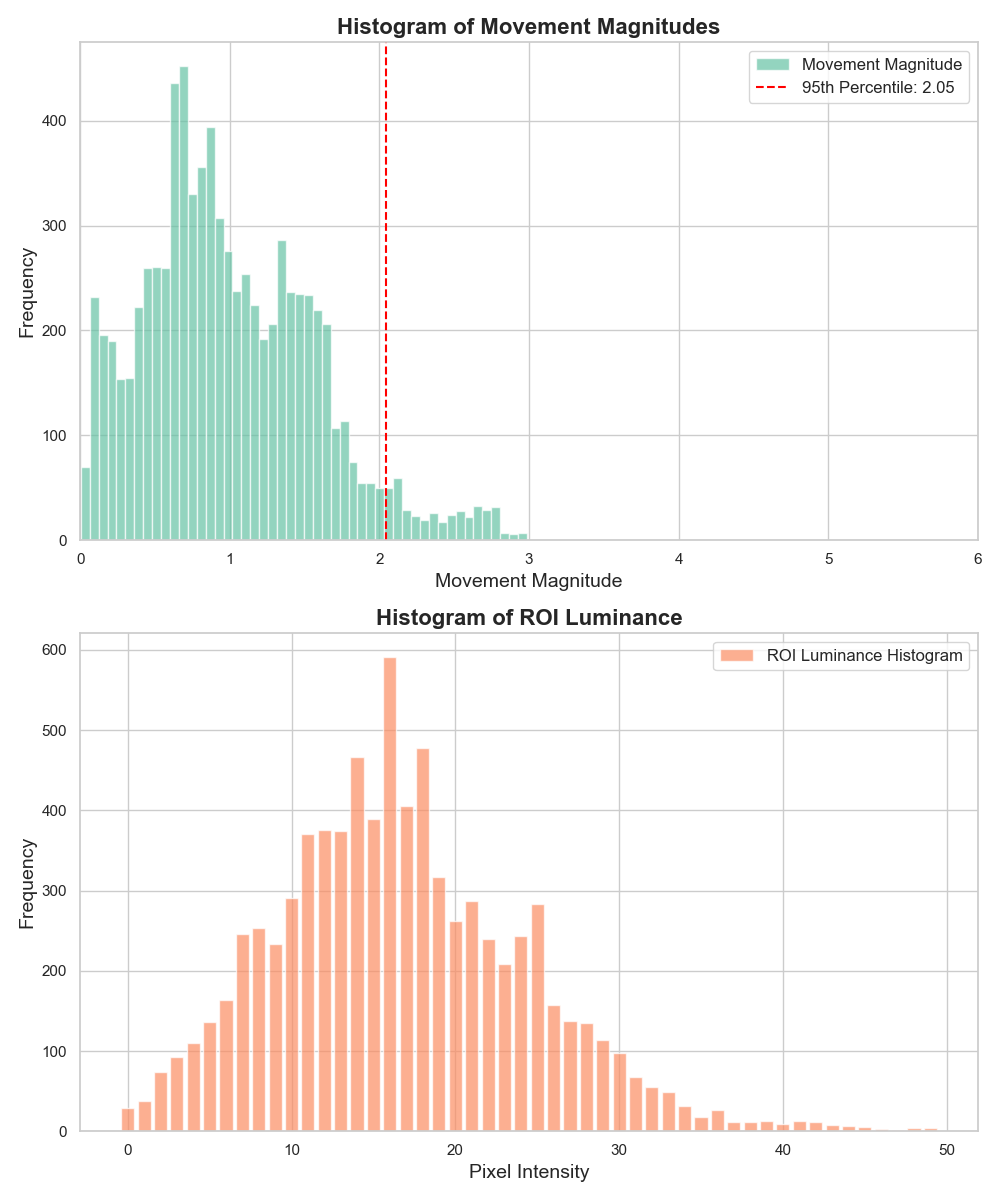 Histogram of Movement Magnitudes
Movement Magnitude
95th Percentile: 2.05
400
300
200
100
0
Frequency
0 1 2 3 4 5 6
Movement Magnitude
Histogram of ROI Luminance
ROI Luminance Histogram
600
500
400
300
200
100
0
Frequency
0 10 20 30 40 50
Pixel Intensity